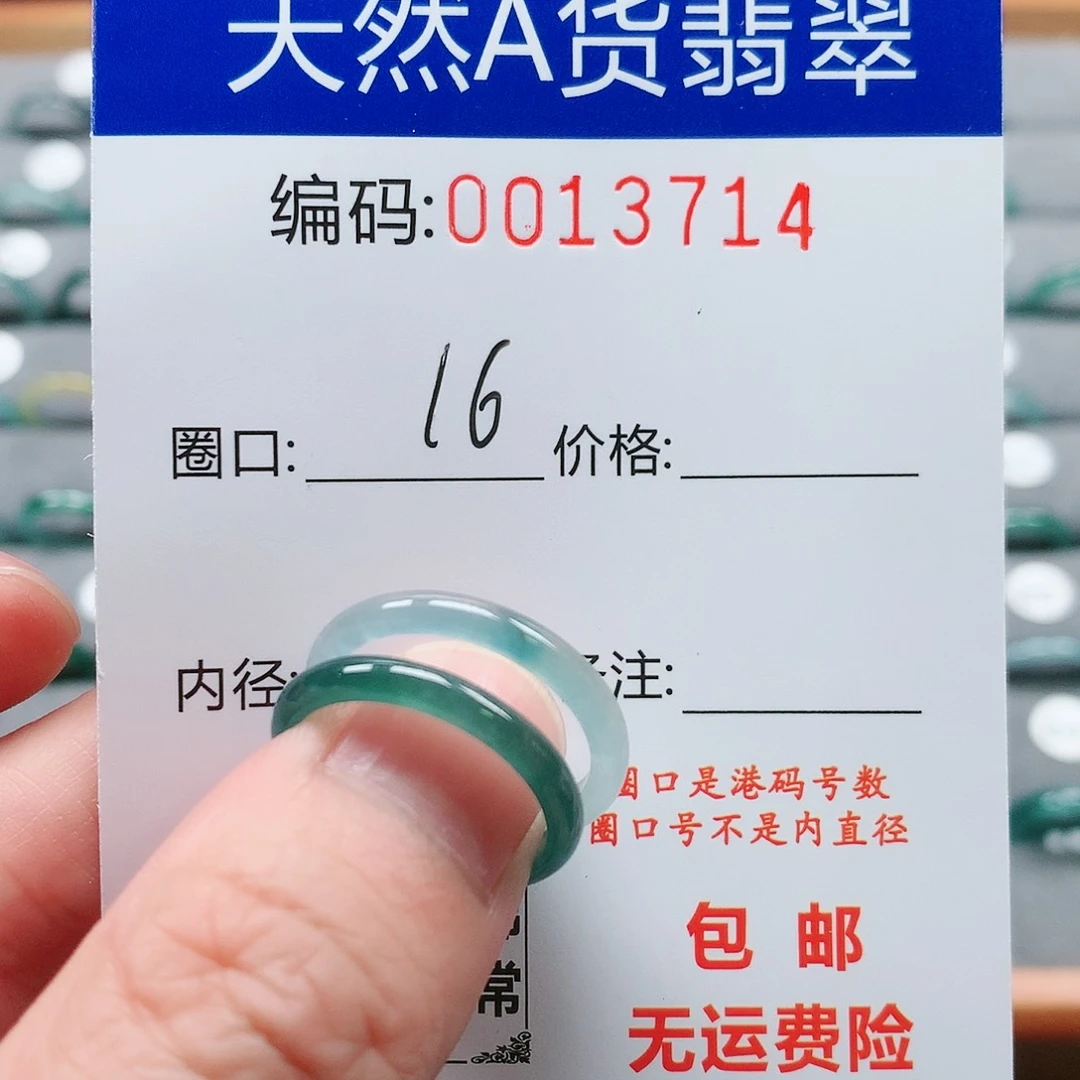 天然A货翡翠
编码:0013714
圈口: 16 价格:
内径: 备注:
圈口是港码号数
圈口号不是内直径
包邮
常
无运费险